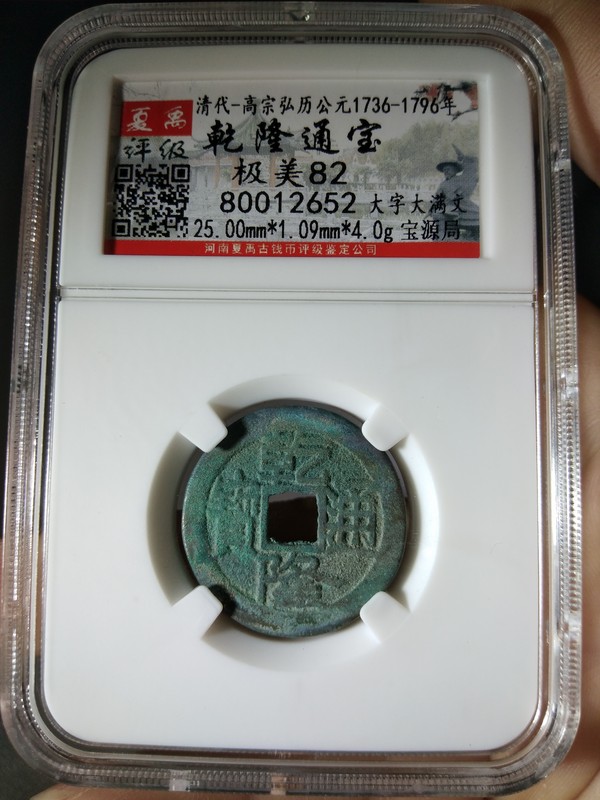 清代-高宗弘历公元1736-1796年
夏禹
评级
乾隆通宝
极美82
80012652 大字大满文
25.00mm*1.09mm*4.0g 宝源局
河南夏禹古钱币评级鉴定公司
乾
隆
通